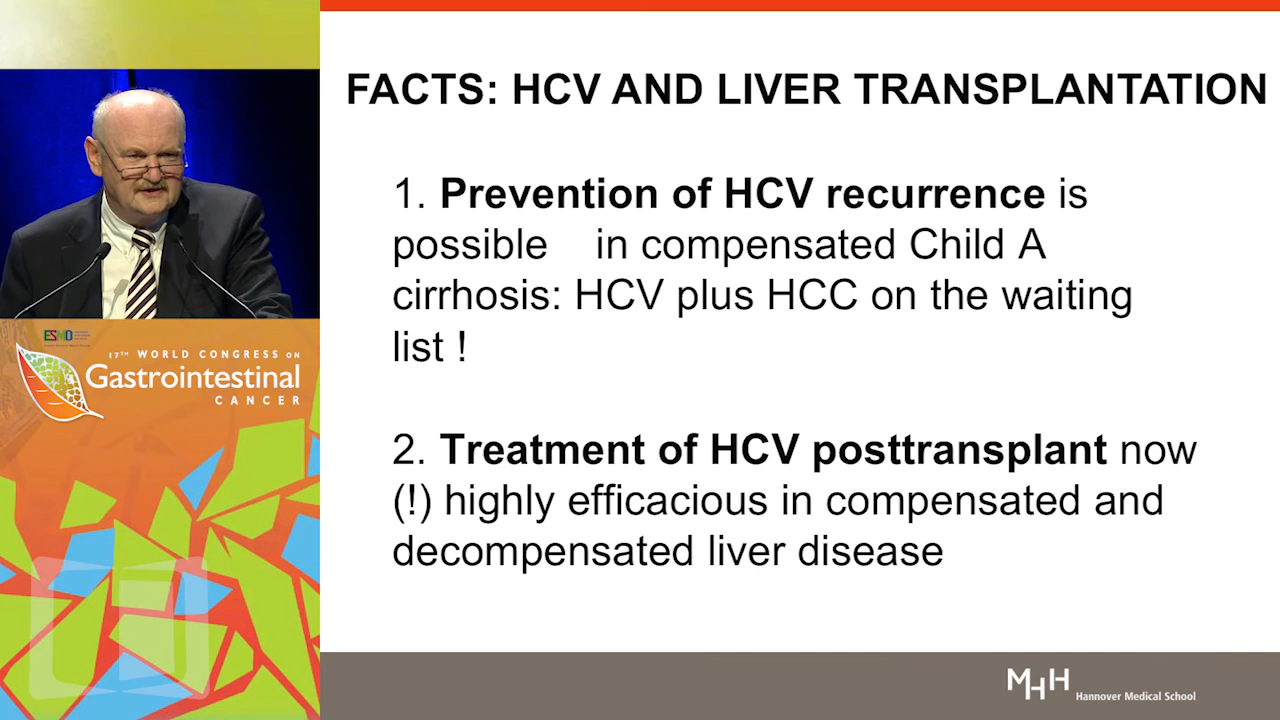 FACTS: HCV AND LIVER TRANSPLANTATION
1. Prevention of HCV recurrence is
possible in compensated Child A
cirrhosis: HCV plus HCC on the waiting
list !
2. Treatment of HCV posttransplant now
(!) highly efficacious in compensated and
decompensated liver disease
ESMO
17TH WORLD CONGRESS ON
Gastrointestinal
CANCER
MHH
Hannover Medical School